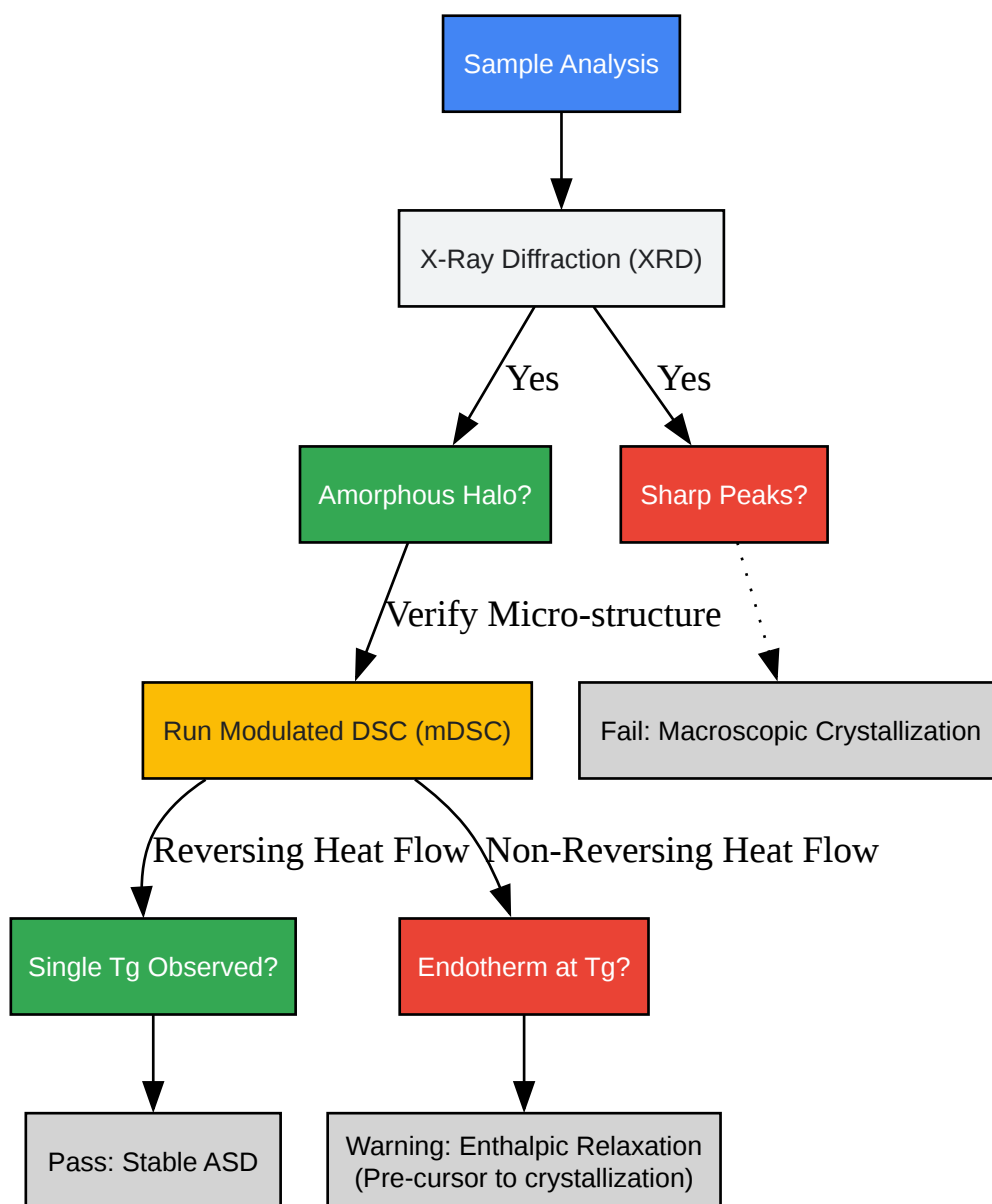 Sample Analysis
X-Ray Diffraction (XRD)
Yes
Yes
Amorphous Halo?
Sharp Peaks?
Verify Micro-structure
Run Modulated DSC (mDSC)
Fail: Macroscopic Crystallization
Reversing Heat Flow
Non-Reversing Heat Flow
Single Tg Observed?
Endotherm at Tg?
Pass: Stable ASD
Warning: Enthalpic Relaxation
(Pre-cursor to crystallization)